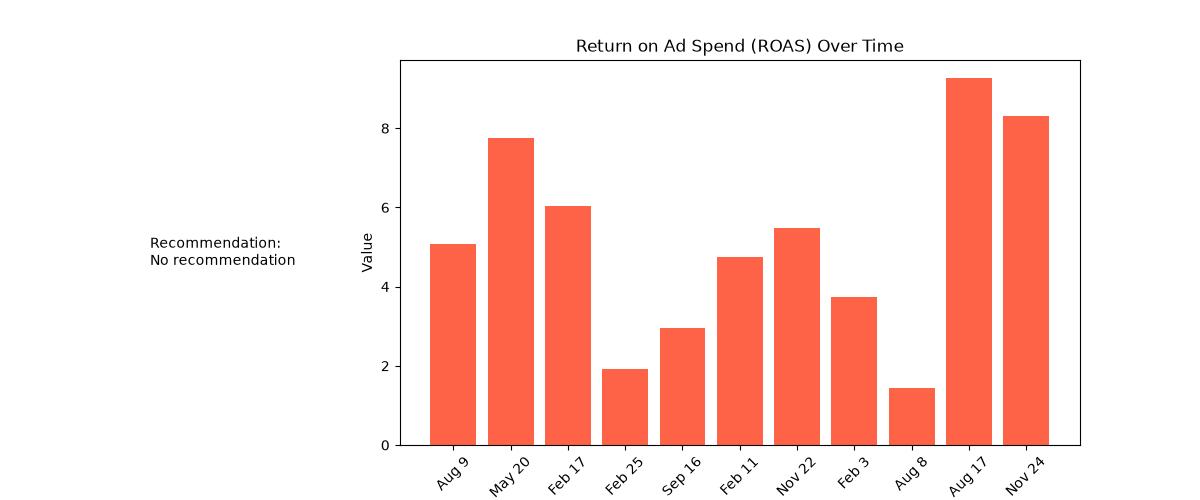 Return on Ad Spend (ROAS) Over Time
Recommendation:
No recommendation
Value
8
6
4
2
0
Aug 9
May 20
Feb 17
Feb 25
Sep 16
Feb 11
Nov 22
Feb 3
Aug 8
Aug 17
Nov 24